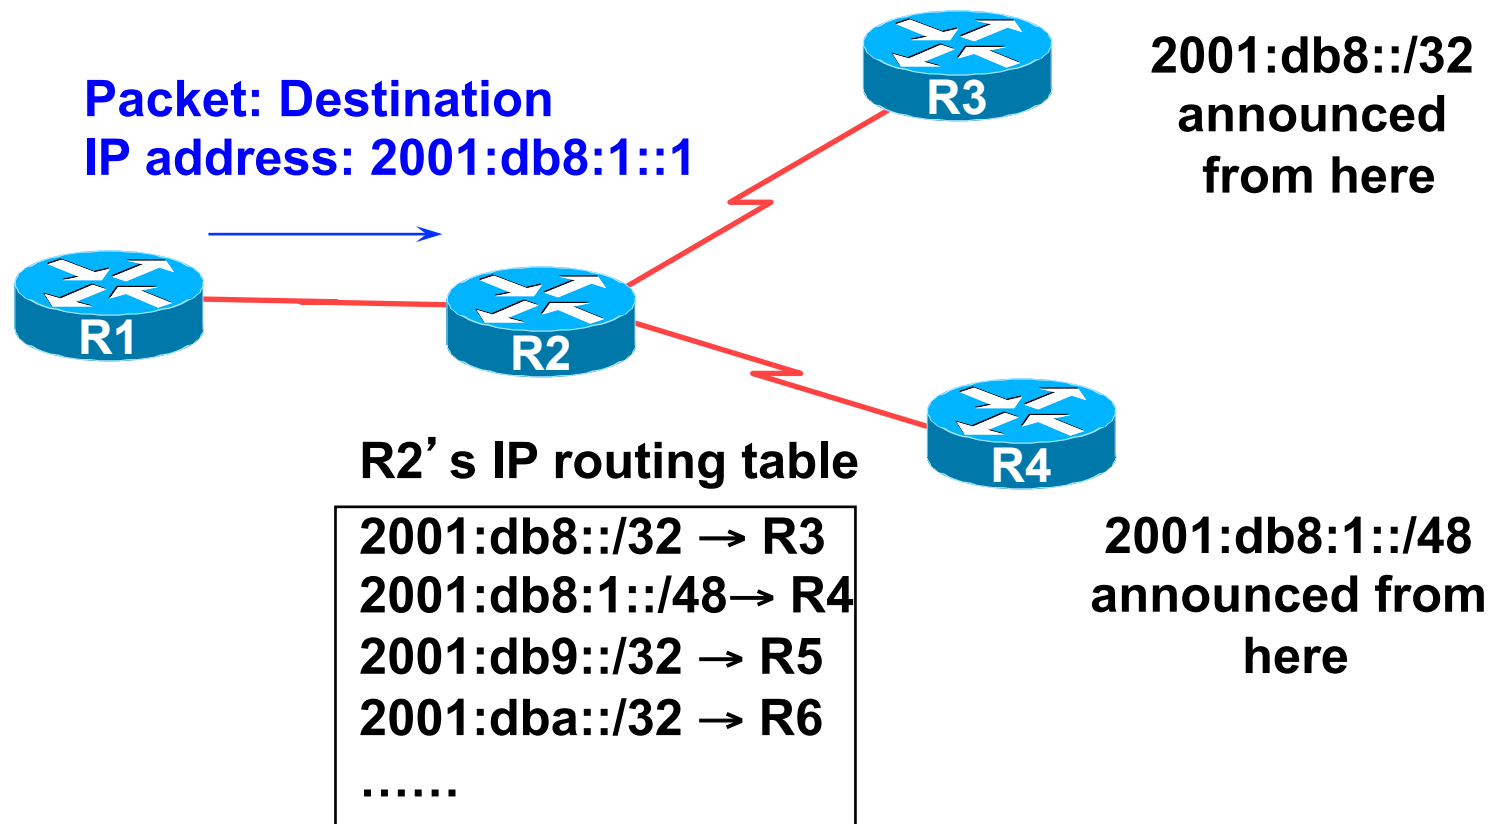 Packet: Destination
IP address: 2001:db8:1::1
R3
2001:db8::/32
announced
from here
R1
R2
R4
2001:db8:1::/48
announced from
here
R2’s IP routing table
2001:db8::/32 → R3
2001:db8:1::/48→ R4
2001:db9::/32 → R5
2001:dba::/32 → R6
......